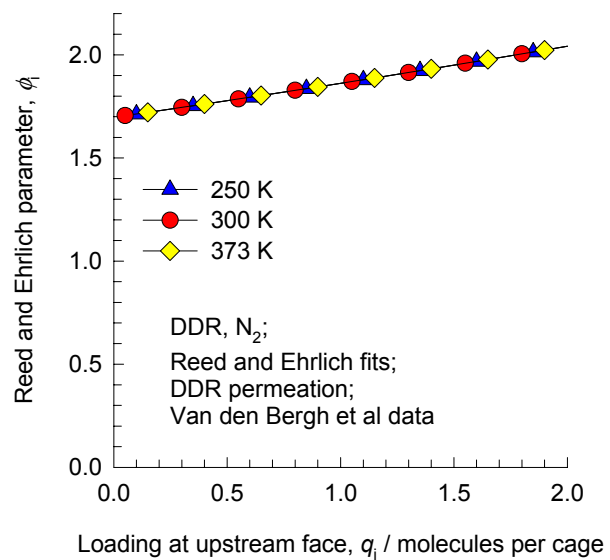 Reed and Ehrlich parameter, ϕi
2.0
1.5
1.0
0.5
0.0
250 K
300 K
373 K
DDR, N2;
Reed and Ehrlich fits;
DDR permeation;
Van den Bergh et al data
0.0 0.5 1.0 1.5 2.0
Loading at upstream face, qi / molecules per cage